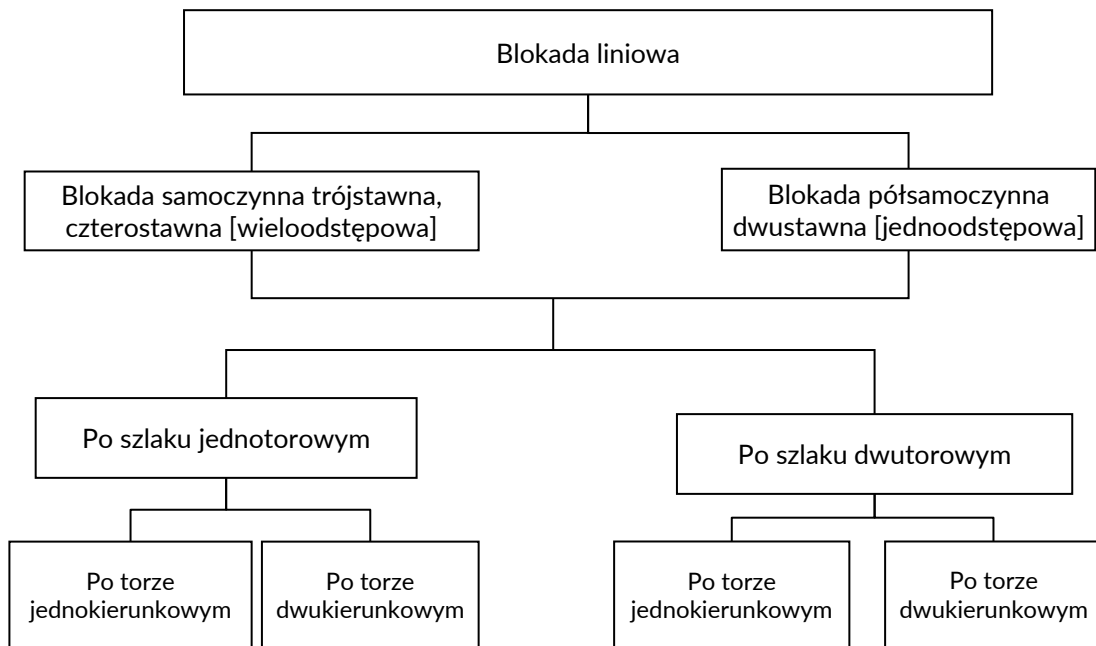 Blokada liniowa
Blokada samoczynna trójstawna,
czterostawna [wieloodstępowa]
Blokada półsamoczynna
dwustawna [jednoodstępowa]
Po szlaku jednotorowym
Po szlaku dwutorowym
Po torze
jednokierunkowym
Po torze
dwukierunkowym
Po torze
jednokierunkowym
Po torze
dwukierunkowym